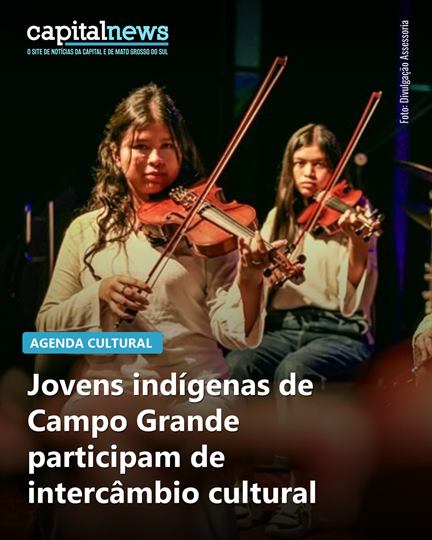 capitalnews
O SITE DE NOTÍCIAS DA CAPITAL E DE MATO GROSSO DO SUL
Foto: Divulgação Assessoria
AGENDA CULTURAL
Jovens indígenas de
Campo Grande
participam de
intercâmbio cultural